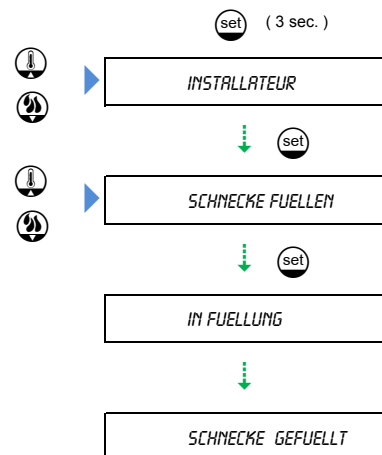 set ( 3 sec. )
INSTALLATEUR
set
SCHNECKE FUELLEN
set
IN FUELLUNG
SCHNECKE GEFUELLT